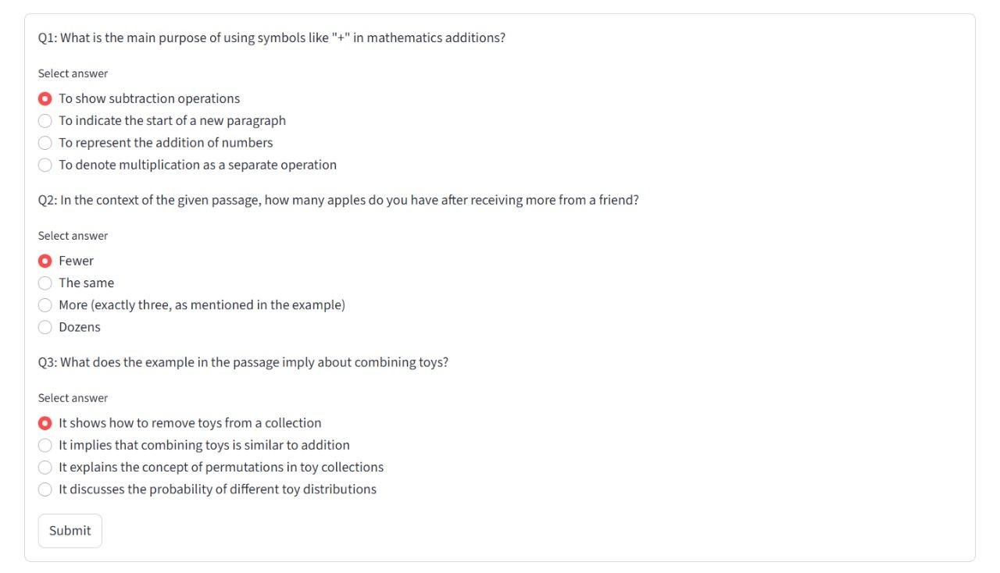 Q1: What is the main purpose of using symbols like "+" in mathematics additions?
Select answer
To show subtraction operations
To indicate the start of a new paragraph
To represent the addition of numbers
To denote multiplication as a separate operation
Q2: In the context of the given passage, how many apples do you have after receiving more from a friend?
Select answer
Fewer
The same
More (exactly three, as mentioned in the example)
Dozens
Q3: What does the example in the passage imply about combining toys?
Select answer
It shows how to remove toys from a collection
It implies that combining toys is similar to addition
It explains the concept of permutations in toy collections
It discusses the probability of different toy distributions
Submit